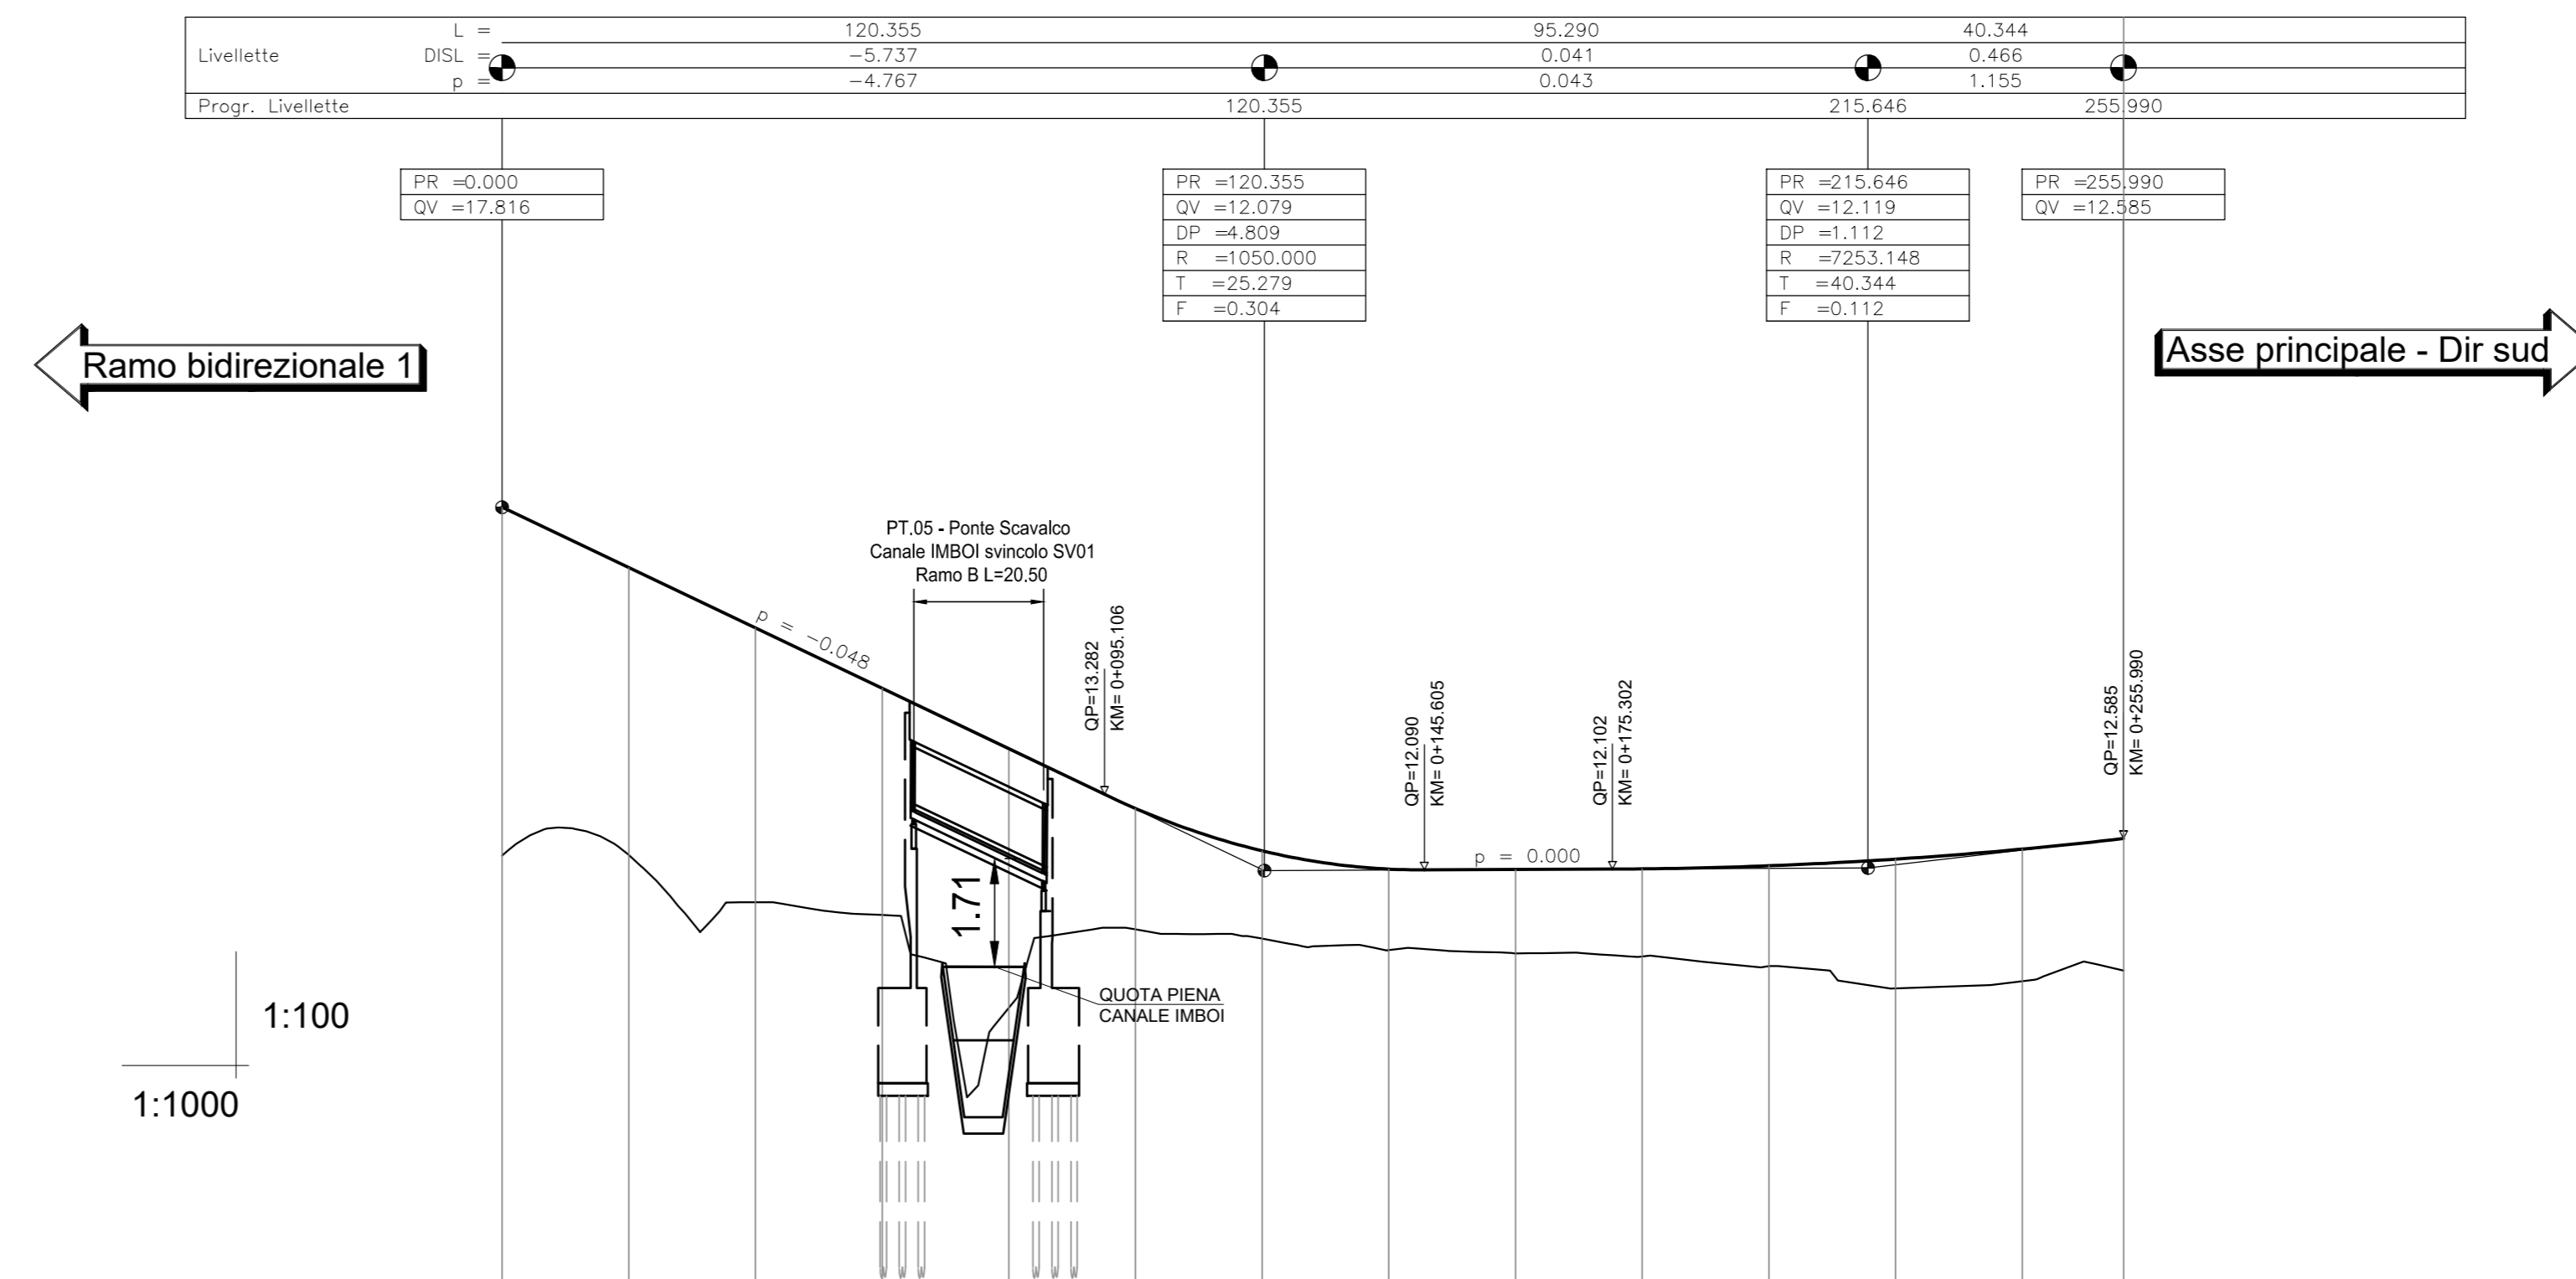 L = 120.355 95.290 40.344
Livellette DISL = -5.737 0.041 0.466
p = -4.767 0.043 1.155
Progr. Livellette 120.355 215.646 255.990
PR =0.000
QV =17.816
PR =120.355
QV =12.079
DP =4.809
R =1050.000
T =25.279
F =0.304
PR =215.646
QV =12.119
DP =1.112
R =7253.148
T =40.344
F =0.112
PR =255.990
QV =12.585
Ramo bidirezionale 1
Asse principale - Dir sud
PT.05 - Ponte Scavalco
Canale IMBOI svincolo SV01
Ramo B L=20.50
p = -0.048
QP=13.282
KM= 0+095.106
QP=12.090
KM= 0+145.605
p = 0.000
QP=12.102
KM= 0+175.302
QP=12.585
KM= 0+255.990
1.71
QUOTA PIENA
CANALE IMBOI
1:100
1:1000